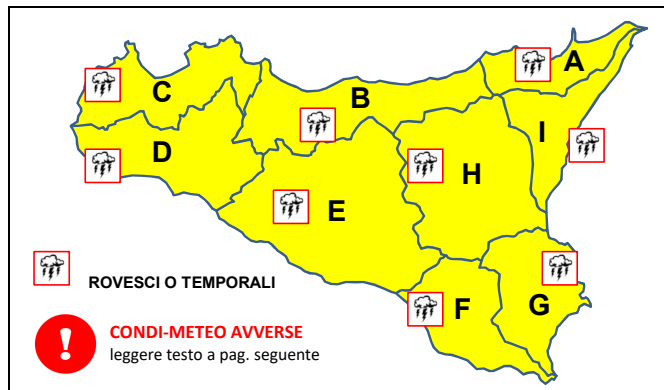 A
C
B
I
D
H
E
ROVESCI O TEMPORALI
F
G
!
CONDI-METEO AVVERSE
leggere testo a pag. seguente